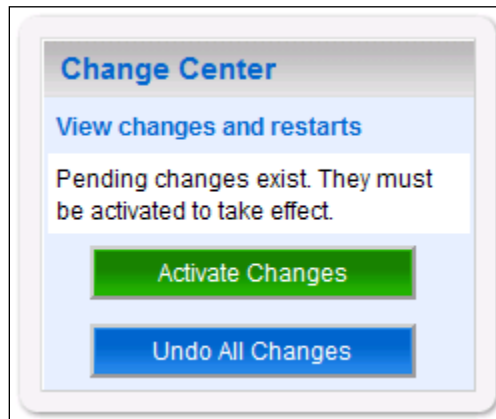 Change Center
View changes and restarts
Pending changes exist. They must
be activated to take effect.
Activate Changes
Undo All Changes